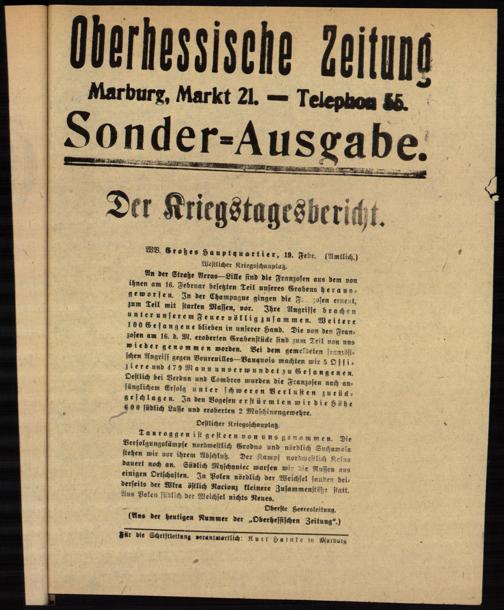 Oberhessische Zeitung
Marburg, Markt 21. — Telephon 55.
Sonder=Ausgabe.
Der Kriegstagesbericht.
WB. Großes Hauptquartier, 19. Febr. (Amtlich.)
Westlicher Kriegsschauplatz.
An der Straße Arras—Lille sind die Franzosen aus dem von
ihnen am 16. Februar besetzten Teil unseres Grabens heraus-
geworfen. In der Champagne gingen die F zosen erneut,
zum Teil mit starken Massen, vor. Ihre Angriffe brachen
unter unserem Feuer völlig zusammen. Weitere
100 Gefangene blieben in unserer Hand. Die von den Fran-
zosen am 16. d. M. eroberten Grabenstücke sind zum Teil von uns
wieder genommen worden. Bei dem gemeldeten französi-
schen Angriff gegen Boureuilles—Vauquois machten wir 5 Offi-
ziere und 479 Mann unverwundet zu Gefangenen.
Oestlich bei Verdun und Combres wurden die Franzosen nach an-
fänglichem Erfolg unter schweren Verlusten zurück-
geschlagen. In den Vogesen erstürmten wir die Höhe
600 südlich Lusse und eroberten 2 Maschinengewehre.
Oestlicher Kriegsschauplatz.
Tauroggen ist gestern von uns genommen. Die
Verfolgungskämpfe nordwestlich Grodno und nördlich Suchawola
stehen wir vor ihrem Abschluß. Der Kampf nordwestlich Kolno
dauert noch an. Südlich Myschyniec warfen wir die Russen aus
einigen Ortschaften. In Polen nördlich der Weichsel fanden bei-
derseits der Wkra östlich Racionz kleinere Zusammenstöße statt.
Aus Polen südlich der Weichsel nichts Neues.
Oberste Heeresleitung.
(Aus der heutigen Nummer der „Oberhessischen Zeitung“.)
Für die Schriftleitung verantwortlich: Kurt in Marburg